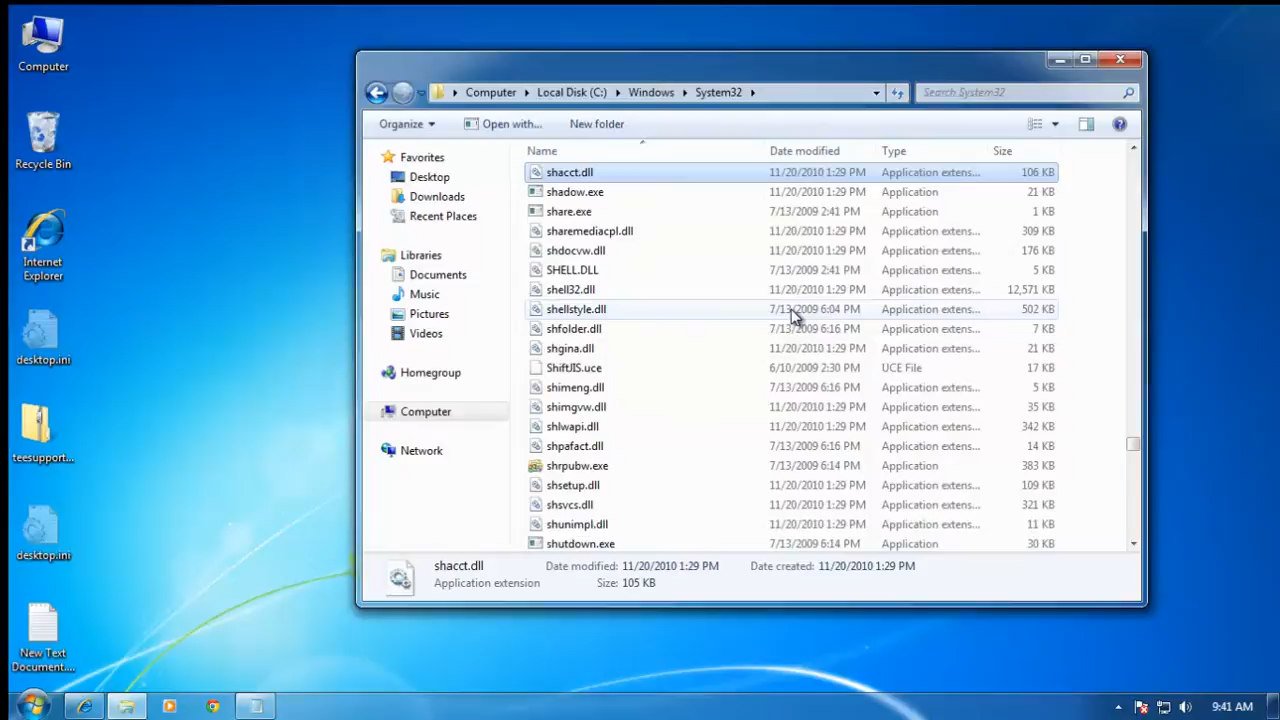 Computer
Recycle Bin
Internet
Explorer
desktop.ini
teesupport...
desktop.ini
New Text
Document....
Computer
Local Disk (C:)
Windows
System32
Search System32
Organize
Open with...
New folder
Favorites
Desktop
Downloads
Recent Places
Libraries
Documents
Music
Pictures
Videos
Homegroup
Computer
Network
Name Date modified Type Size
shacct.dll 11/20/2010 1:29 PM Application extens... 106 KB
shadow.exe 11/20/2010 1:29 PM Application 21 KB
share.exe 7/13/2009 2:41 PM Application 1 KB
sharemediacpl.dll 11/20/2010 1:29 PM Application extens... 309 KB
shdocvw.dll 11/20/2010 1:29 PM Application extens... 176 KB
SHELL.DLL 7/13/2009 2:41 PM Application extens... 5 KB
shell32.dll 11/20/2010 1:29 PM Application extens... 12,571 KB
shellstyle.dll 7/13/2009 6:04 PM Application extens... 502 KB
shfolder.dll 7/13/2009 6:16 PM Application extens... 7 KB
shgina.dll 11/20/2010 1:29 PM Application extens... 21 KB
ShiftJIS.uce 6/10/2009 2:30 PM UCE File 17 KB
shimeng.dll 7/13/2009 6:16 PM Application extens... 5 KB
shimgvw.dll 11/20/2010 1:29 PM Application extens... 35 KB
shlwapi.dll 11/20/2010 1:29 PM Application extens... 342 KB
shpafact.dll 7/13/2009 6:16 PM Application extens... 14 KB
shrpubw.exe 7/13/2009 6:14 PM Application 383 KB
shsetup.dll 11/20/2010 1:29 PM Application extens... 109 KB
shsvcs.dll 11/20/2010 1:29 PM Application extens... 321 KB
shunimpl.dll 11/20/2010 1:29 PM Application extens... 11 KB
shutdown.exe 7/13/2009 6:14 PM Application 30 KB
shacct.dll Date modified: 11/20/2010 1:29 PM Date created: 11/20/2010 1:29 PM
Application extension Size: 105 KB
9:41 AM